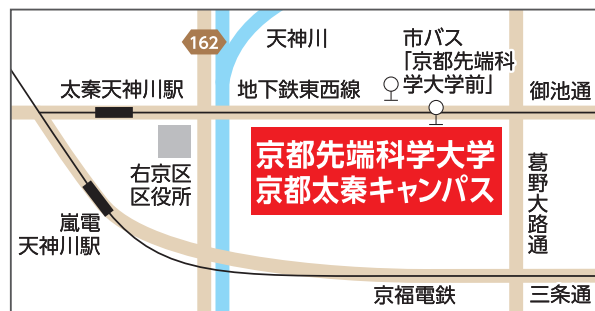 162
天神川
市バス
「京都先端科
学大学前」
太秦天神川駅
地下鉄東西線
御池通
京都先端科学大学
京都太秦キャンパス
右京区
区役所
葛野大路通
嵐電
天神川駅
京福電鉄
三条通